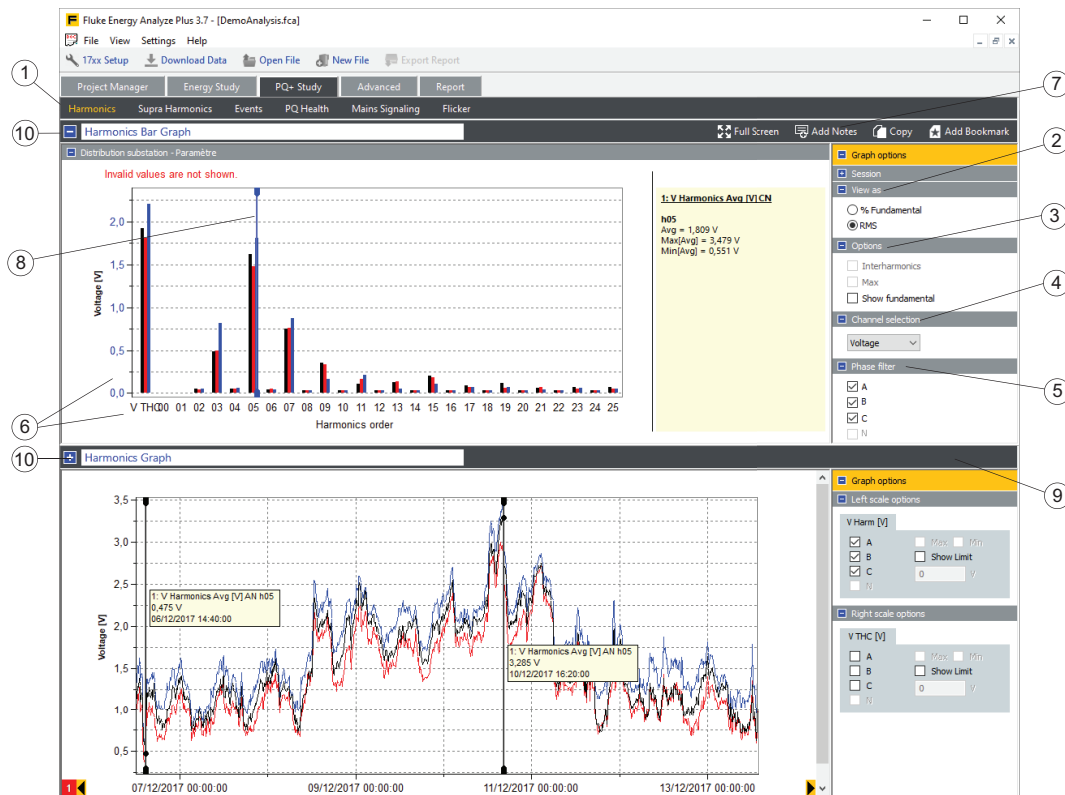 Fluke Energy Analyze Plus 3.7 - [DemoAnalysis.fca]
File View Settings Help
17xx Setup Download Data Open File New File Export Report
Project Manager Energy Study PQ+ Study Advanced Report
1
Harmonics Supra Harmonics Events PQ Health Mains Signaling Flicker
7
10
Harmonics Bar Graph Full Screen Add Notes Copy Add Bookmark
Distribution substation - Paramètre
Invalid values are not shown.
2,0
1,5
1,0
0,5
0,0
Voltage [V]
V THC 00 01 02 03 04 05 06 07 08 09 10 11 12 13 14 15 16 17 18 19 20 21 22 23 24 25
Harmonics order
8
6
1: V Harmonics Avg [V] CN
h05
Avg = 1,809 V
Max[Avg] = 3,479 V
Min[Avg] = 0,551 V
Graph options
Session
2
View as
% Fundamental
RMS
3
Options
Interharmonics
Max
Show fundamental
4
Channel selection
Voltage
Phase filter
5
A
B
C
N
10
Harmonics Graph
9
3,5
3,0
2,5
2,0
1,5
1,0
0,5
Voltage [V]
1: V Harmonics Avg [V] AN h05
0,475 V
06/12/2017 14:40:00
1: V Harmonics Avg [V] AN h05
3,285 V
10/12/2017 16:20:00
1
07/12/2017 00:00:00 09/12/2017 00:00:00 11/12/2017 00:00:00 13/12/2017 00:00:00
Graph options
Left scale options
V Harm [V]
A Max Min
B Show Limit
C 0 V
N
Right scale options
V THC [V]
A Max Min
B Show Limit
C 0 V
N